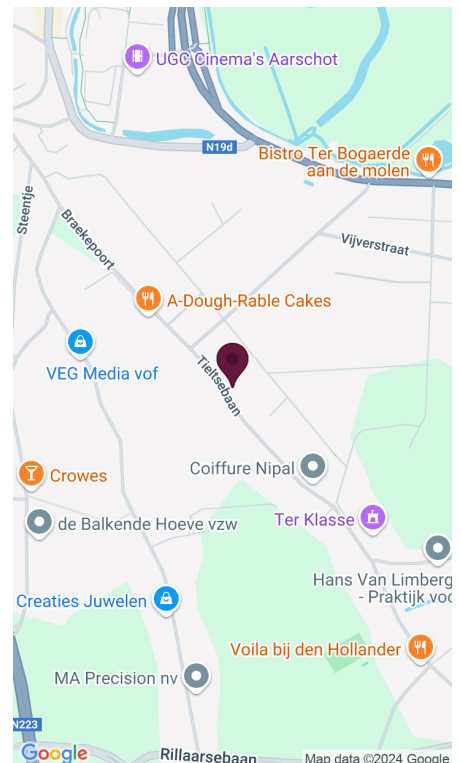 UGC Cinema's Aarschot
N19d
Bistro Ter Bogaerde
aan de molen
Steentje
Braekepoort
Vijverstraat
A-Dough-Rable Cakes
VEG Media vof
Tieltsebaan
Coiffure Nipal
Crowes
de Balkende Hoeve vzw
Ter Klasse
Hans Van Limberg
- Praktijk voo
Creaties Juwelen
Voila bij den Hollander
MA Precision nv
N223
Google
Rillaarsebaan
Map data ©2024 Google